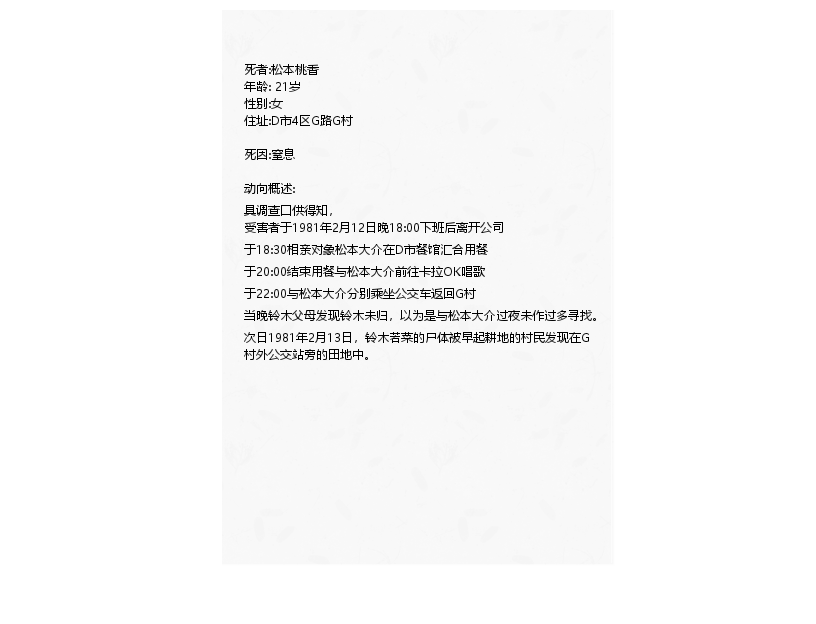 死者:松本桃香
年龄: 21岁
性别:女
住址:D市4区G路G村
死因:窒息
动向概述:
具调查口供得知，
受害者于1981年2月12日晚18:00下班后离开公司
于18:30相亲对象松本大介在D市餐馆汇合用餐
于20:00结束用餐与松本大介前往卡拉OK唱歌
于22:00与松本大介分别乘坐公交车返回G村
当晚铃木父母发现铃木未归，以为是与松本大介过夜未作过多寻找。
次日1981年2月13日，铃木若菜的尸体被早起耕地的村民发现在G
村外公交站旁的田地中。